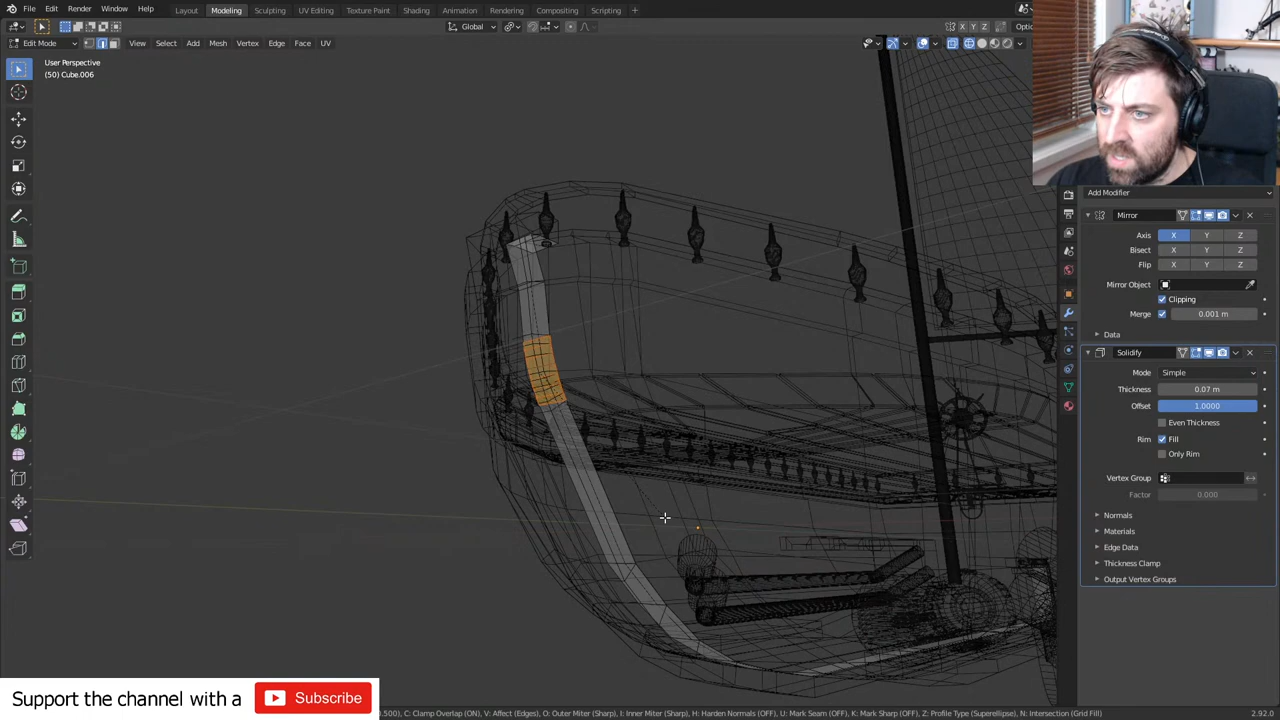 File Edit Render Window Help Layout Modeling Sculpting UV Editing Texture Paint Shading Animation Rendering Compositing Scripting +
Global X Y Z Opti
Edit Mode View Select Add Mesh Vertex Edge Face UV
User Perspective
(50) Cube.006
Add Modifier
Mirror
Axis X Y Z
Bisect X Y Z
Flip X Y Z
Mirror Object
Clipping
Merge 0.001 m
Data
Solidify
Mode Simple
Thickness 0.07 m
Offset 1.0000
Even Thickness
Rim Fill
Only Rim
Vertex Group
Factor 0.000
Normals
Materials
Edge Data
Thickness Clamp
Output Vertex Groups
Support the channel with a Subscribe
.500), C: Clamp Overlap (ON), V: Affect (Edges), O: Outer Miter (Sharp), I: Inner Miter (Sharp), H: Harden Normals (OFF), U: Mark Seam (OFF), K: Mark Sharp (OFF), Z: Profile Type (Superellipse), N: Intersection (Grid Fill) 2.92.0